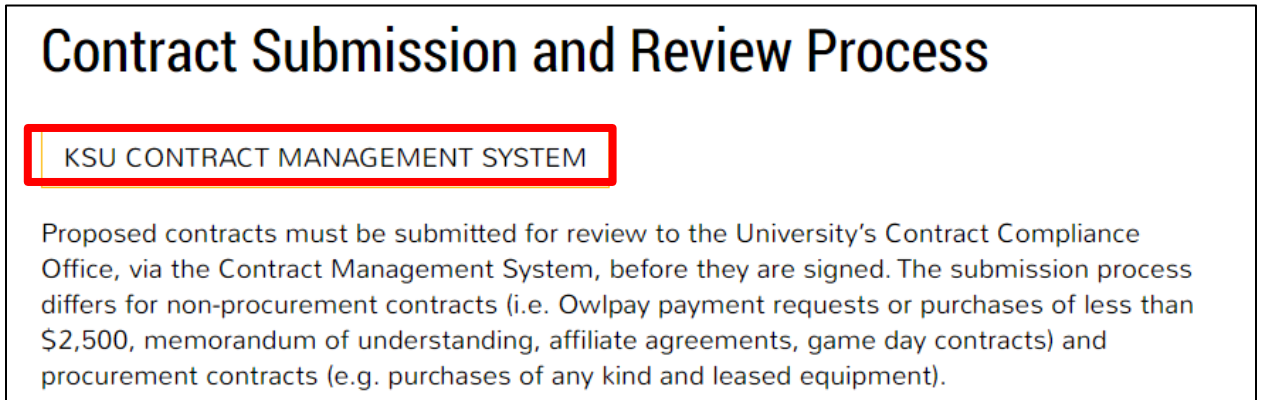 Contract Submission and Review Process
KSU CONTRACT MANAGEMENT SYSTEM
Proposed contracts must be submitted for review to the University's Contract Compliance
Office, via the Contract Management System, before they are signed. The submission process
differs for non-procurement contracts (i.e. Owlpay payment requests or purchases of less than
$2,500, memorandum of understanding, affiliate agreements, game day contracts) and
procurement contracts (e.g. purchases of any kind and leased equipment).